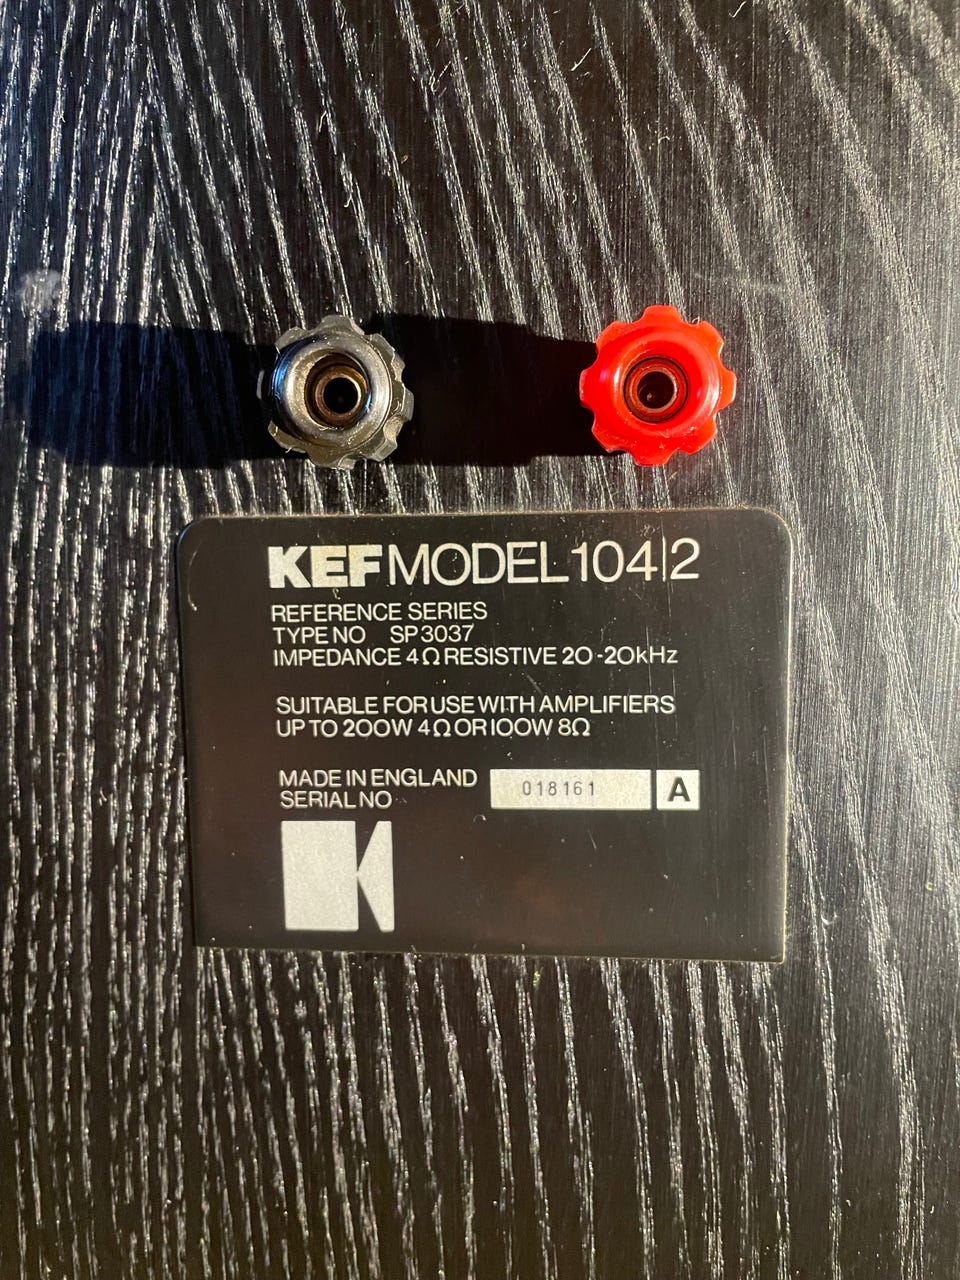 KEF MODEL 104|2
REFERENCE SERIES
TYPE NO SP3037
IMPEDANCE 4Ω RESISTIVE 20-20kHz
SUITABLE FOR USE WITH AMPLIFIERS
UP TO 200W 4Ω OR 100W 8Ω
MADE IN ENGLAND
SERIAL NO 018161 A